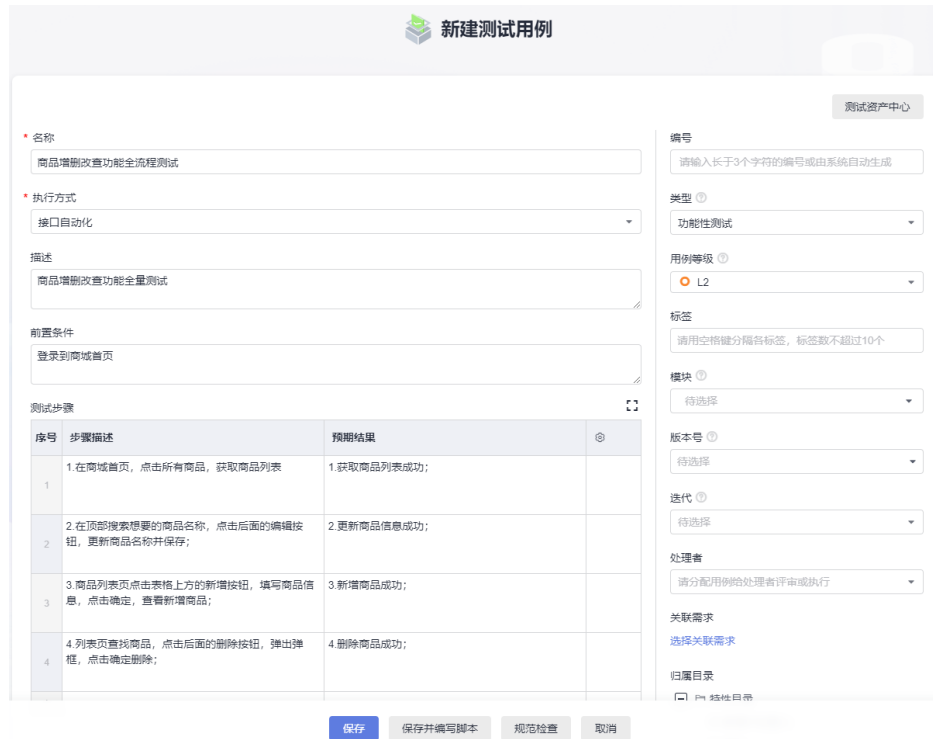 新建测试用例
测试资产中心
* 名称
商品增删改查功能全流程测试
* 执行方式
接口自动化
描述
商品增删改查功能全量测试
前置条件
登录到商城首页
测试步骤
序号 步骤描述 预期结果
1 1.在商城首页，点击所有商品，获取商品列表 1.获取商品列表成功；
2 2.在顶部搜索想要的商品名称，点击后面的编辑按
钮，更新商品名称并保存； 2.更新商品信息成功；
3 3.商品列表页点击表格上方的新增按钮，填写商品信
息，点击确定，查看新增商品； 3.新增商品成功；
4 4.列表页查找商品，点击后面的删除按钮，弹出弹
框，点击确定删除； 4.删除商品成功；
编号
请输入长于3个字符的编号或由系统自动生成
类型
功能性测试
用例等级
L2
标签
请用空格键分隔各标签，标签数不超过10个
模块
待选择
版本号
待选择
迭代
待选择
处理者
请分配用例给处理者评审或执行
关联需求
选择关联需求
归属目录
特性目录
保存 保存并编写脚本 规范检查 取消